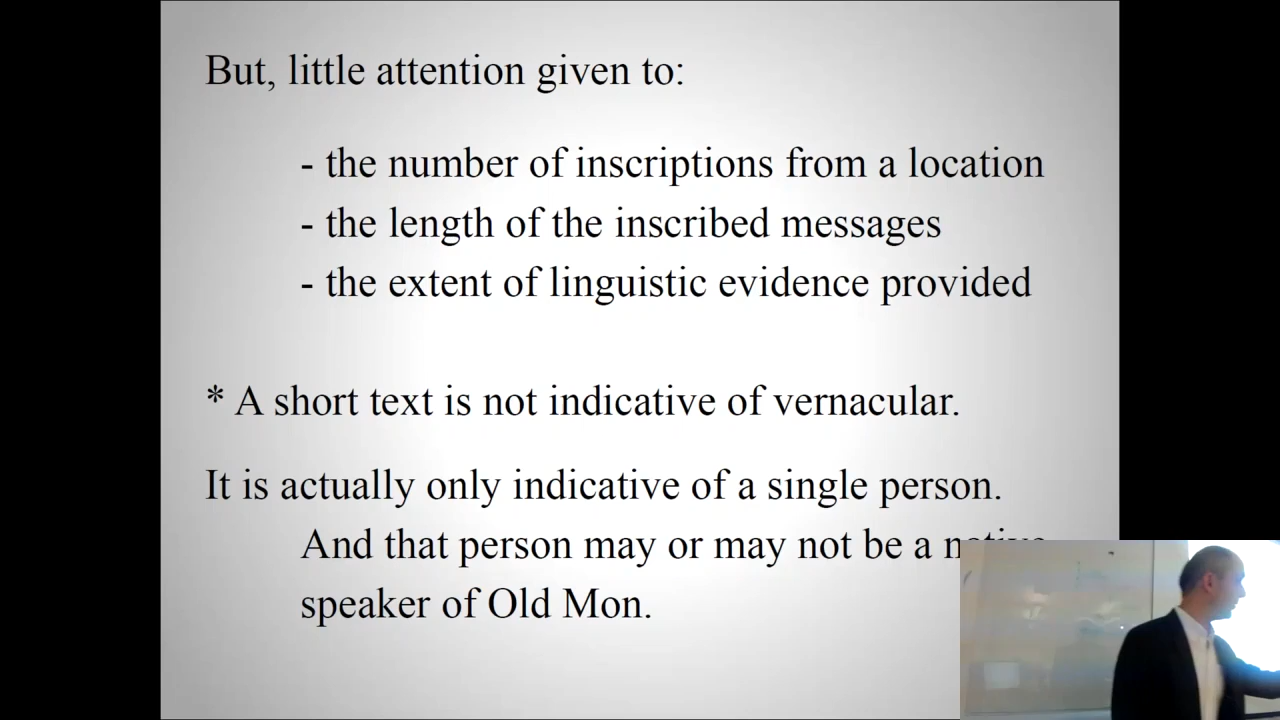 But, little attention given to:
- the number of inscriptions from a location
- the length of the inscribed messages
- the extent of linguistic evidence provided
* A short text is not indicative of vernacular.
It is actually only indicative of a single person.
And that person may or may not be a native
speaker of Old Mon.